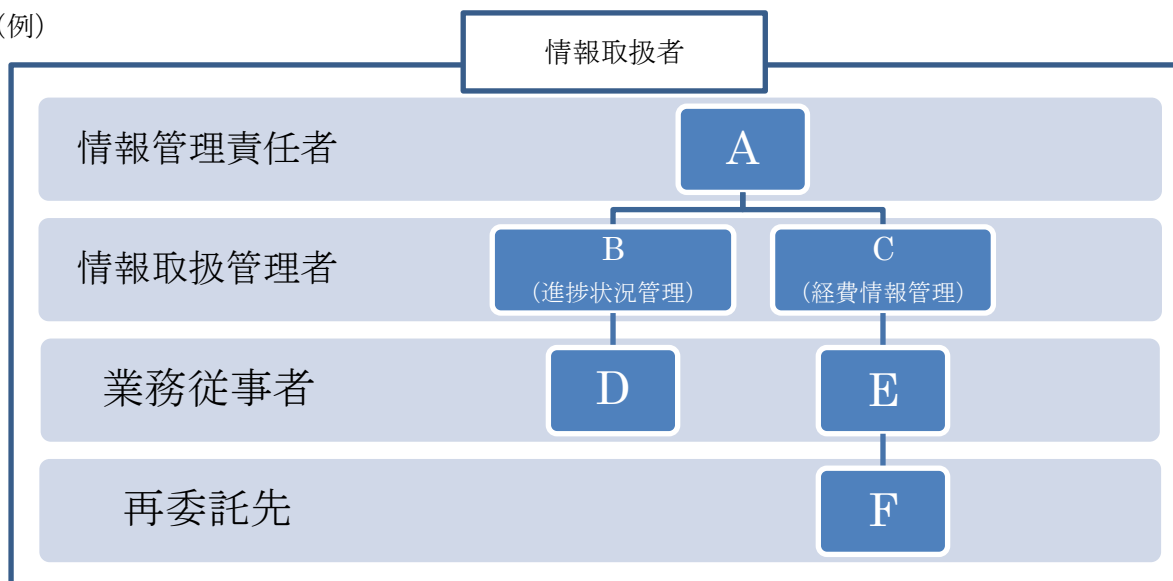 （例）
情報取扱者
情報管理責任者
A
情報取扱管理者
B
（進捗状況管理）
C
（経費情報管理）
業務従事者
D
E
再委託先
F